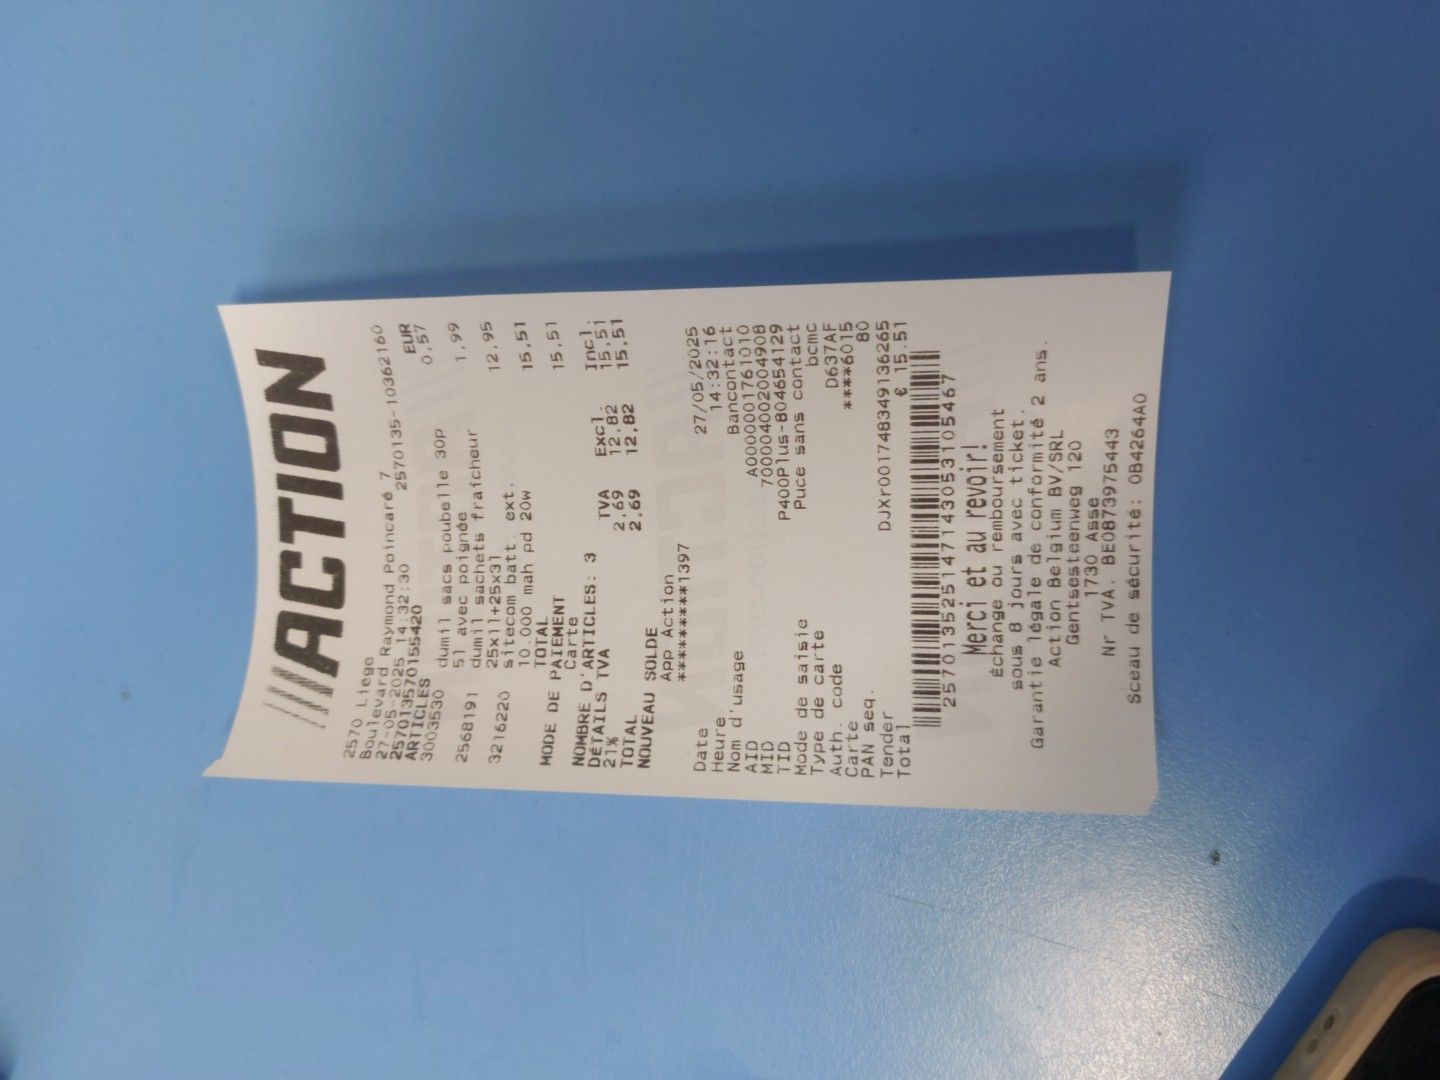 ACTION
2570 Liege
Boulevard Raymond Poincaré 7
27-05-2025 14:32:30 2570135-10362160
2570135701554​20
ARTICLES EUR
3003530 dumil sacs poubelle 30p 0,57
5l avec poignée
2568191 dumil sachets fraîcheur 1,99
25x11+25x31
3216220 sitecom batt. ext. 12,95
10.000 mah pd 20w
TOTAL 15,51
MODE DE PAIEMENT
Carte 15,51
NOMBRE D'ARTICLES: 3
DÉTAILS TVA TVA Excl. Incl.
21% 2,69 12,82 15,51
TOTAL 2,69 12,82 15,51
NOUVEAU SOLDE
App Action
*********1397
Date 27/05/2025
Heure 14:32:16
Nom d'usage Bancontact
AID A0000001761010
MID 70000400200​4908
TID P400Plus-804654129
Mode de saisie Puce sans contact
Type de carte bcmc
Auth. code D637AF
Carte ****6015
PAN seq. 80
Tender DJXr001748349136265
Total € 15.51
2570135251471430531054​67
Merci et au revoir!
Échange ou remboursement
sous 8 jours avec ticket.
Garantie légale de conformité 2 ans.
Action Belgium BV/SRL
Gentsesteenweg 120
1730 Asse
Nr TVA. BE0873975443
Sceau de sécurité: 0B4264A0